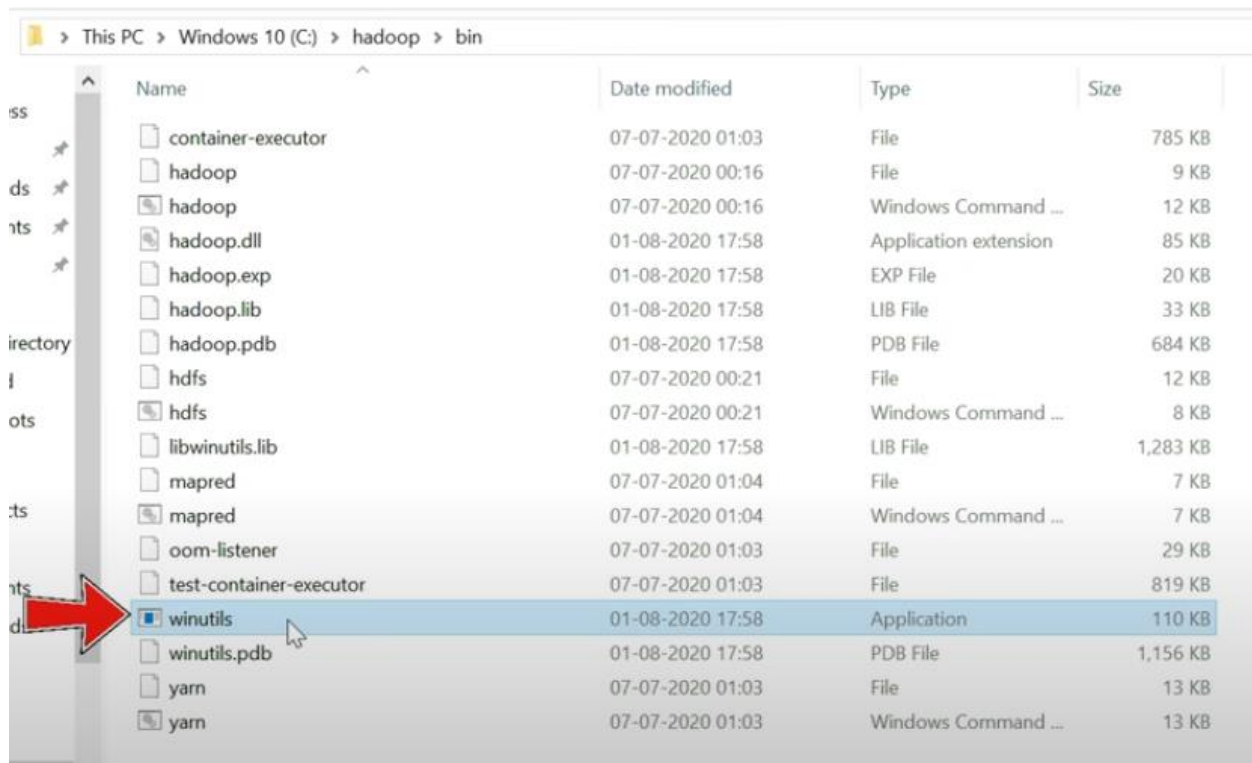 This PC > Windows 10 (C:) > hadoop > bin
Name Date modified Type Size
container-executor 07-07-2020 01:03 File 785 KB
hadoop 07-07-2020 00:16 File 9 KB
hadoop 07-07-2020 00:16 Windows Command ... 12 KB
hadoop.dll 01-08-2020 17:58 Application extension 85 KB
hadoop.exp 01-08-2020 17:58 EXP File 20 KB
hadoop.lib 01-08-2020 17:58 LIB File 33 KB
irectory hadoop.pdb 01-08-2020 17:58 PDB File 684 KB
hdfs 07-07-2020 00:21 File 12 KB
ots hdfs 07-07-2020 00:21 Windows Command ... 8 KB
libwinutils.lib 01-08-2020 17:58 LIB File 1,283 KB
mapred 07-07-2020 01:04 File 7 KB
cts mapred 07-07-2020 01:04 Windows Command ... 7 KB
oom-listener 07-07-2020 01:03 File 29 KB
test-container-executor 07-07-2020 01:03 File 819 KB
winutils 01-08-2020 17:58 Application 110 KB
winutils.pdb 01-08-2020 17:58 PDB File 1,156 KB
yarn 07-07-2020 01:03 File 13 KB
yarn 07-07-2020 01:03 Windows Command ... 13 KB